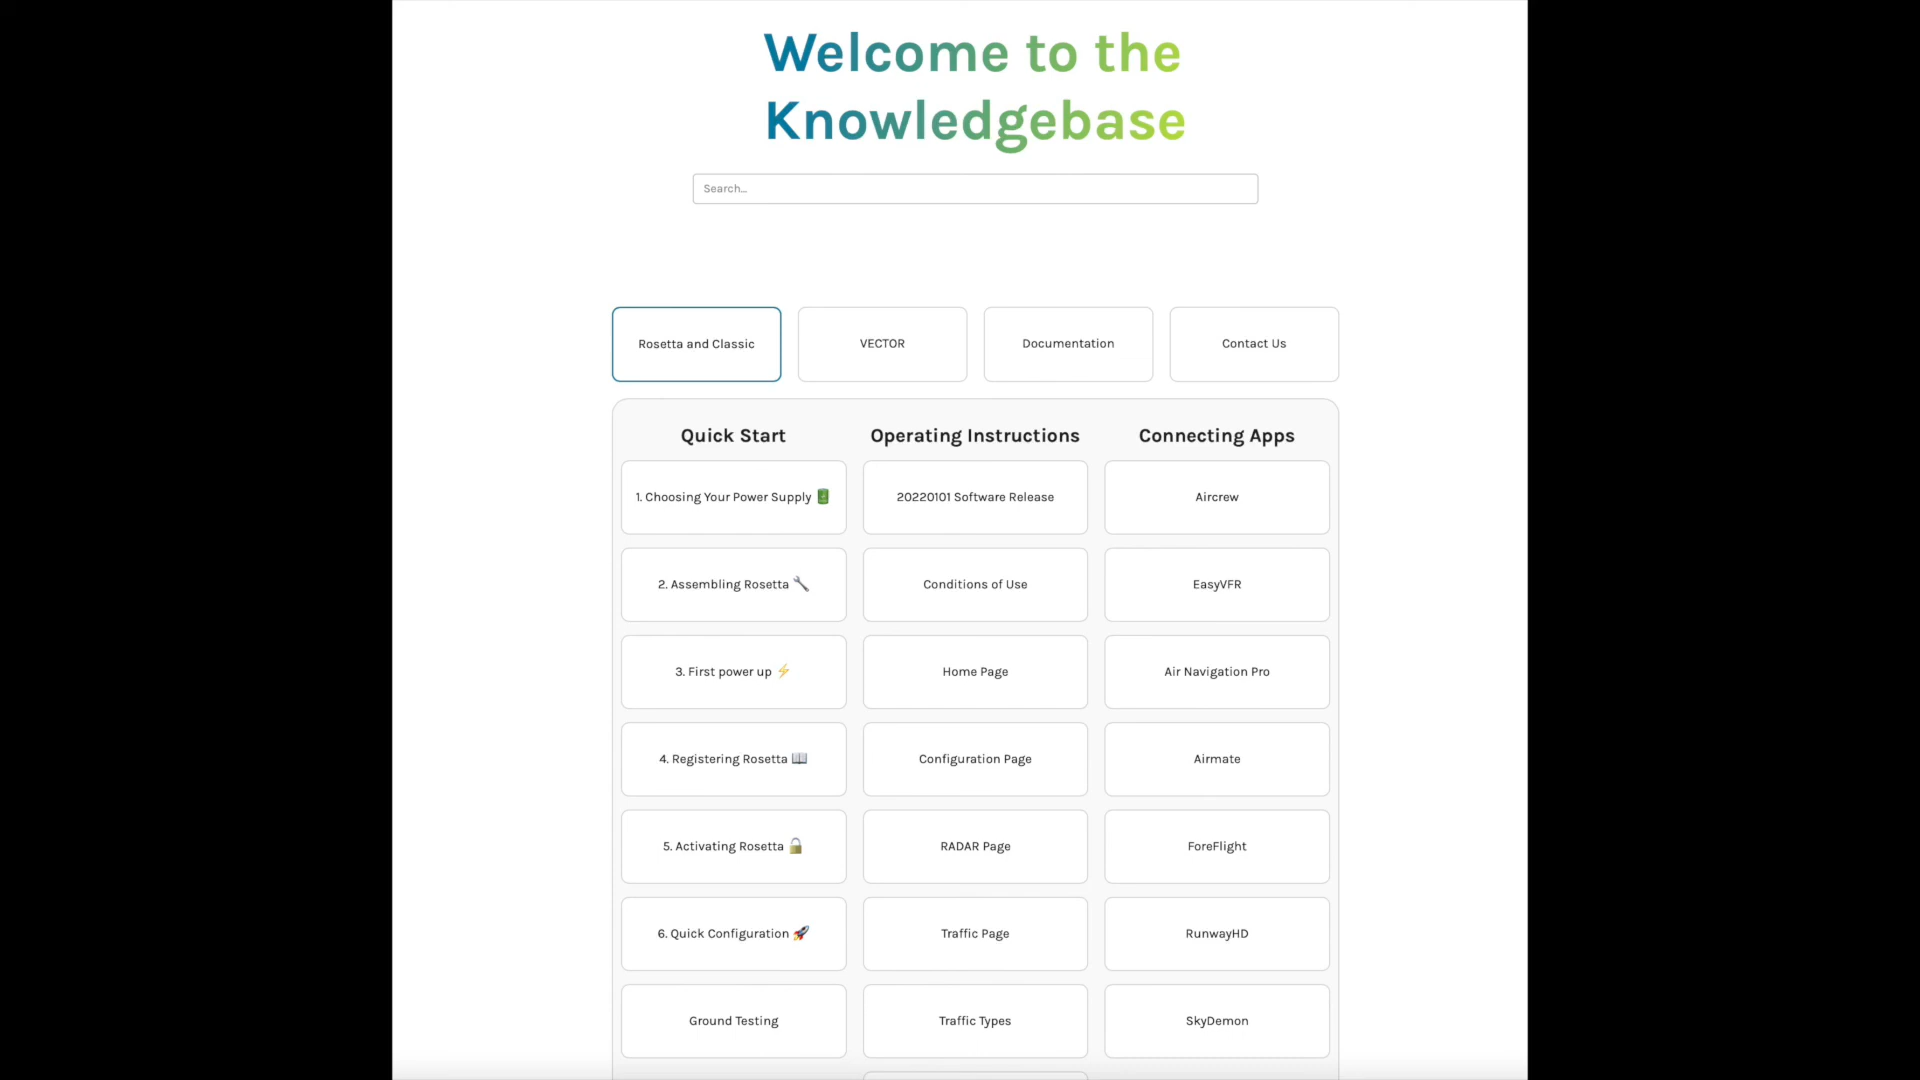 Welcome to the
Knowledgebase
Search...
Rosetta and Classic
VECTOR
Documentation
Contact Us
Quick Start
Operating Instructions
Connecting Apps
1. Choosing Your Power Supply
20220101 Software Release
Aircrew
2. Assembling Rosetta
Conditions of Use
EasyVFR
3. First power up ⚡
Home Page
Air Navigation Pro
4. Registering Rosetta 📖
Configuration Page
Airmate
5. Activating Rosetta 🔓
RADAR Page
ForeFlight
6. Quick Configuration 🚀
Traffic Page
RunwayHD
Ground Testing
Traffic Types
SkyDemon